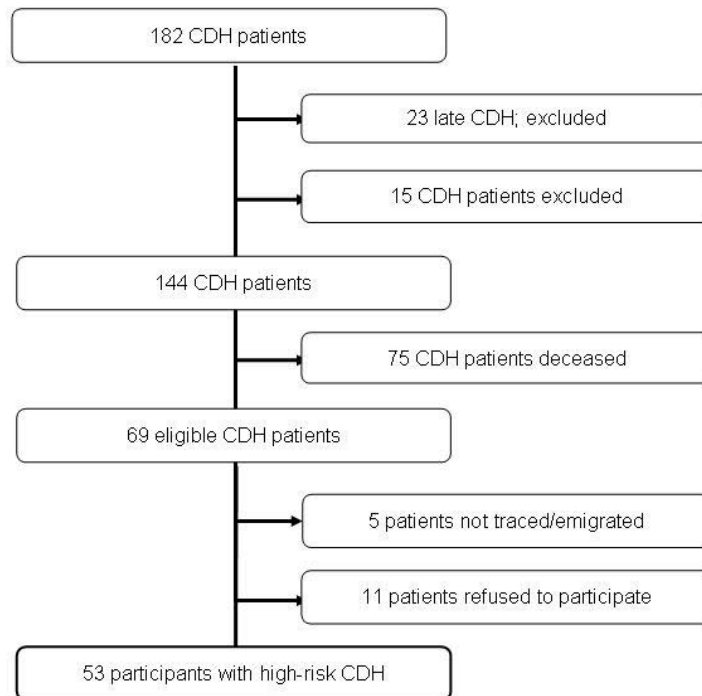 182 CDH patients
23 late CDH; excluded
15 CDH patients excluded
144 CDH patients
75 CDH patients deceased
69 eligible CDH patients
5 patients not traced/emigrated
11 patients refused to participate
53 participants with high-risk CDH